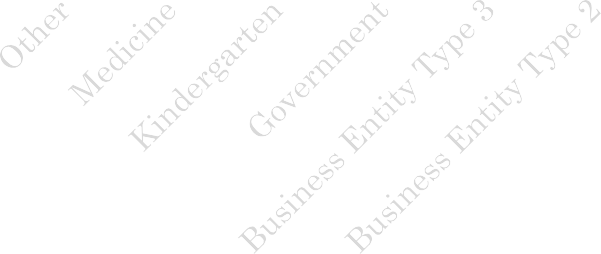 Other
Medicine
Kindergarten
Government
Business Entity Type 3
Business Entity Type 2